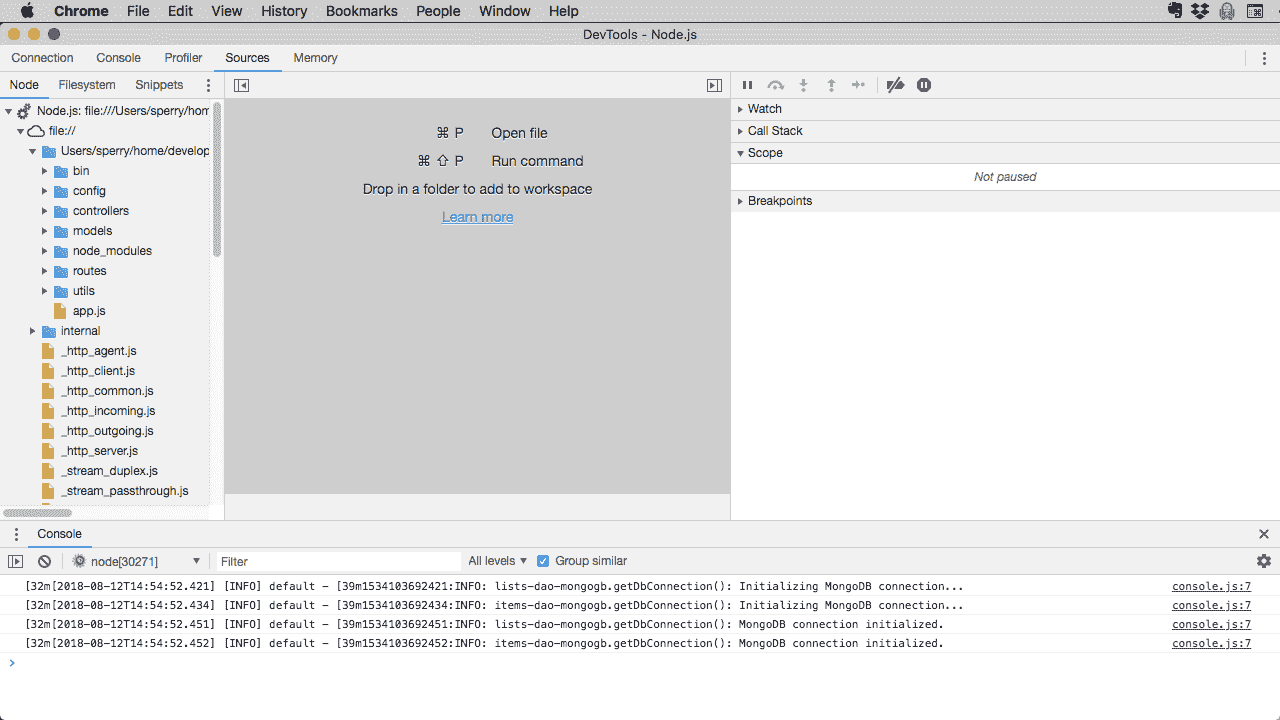 Chrome File Edit View History Bookmarks People Window Help
DevTools - Node.js
Connection Console Profiler Sources Memory
Node Filesystem Snippets
Node.js: file:///Users/sperry/hom
file://
Users/sperry/home/develop
bin
config
controllers
models
node_modules
routes
utils
app.js
internal
_http_agent.js
_http_client.js
_http_common.js
_http_incoming.js
_http_outgoing.js
_http_server.js
_stream_duplex.js
_stream_passthrough.js
⌘ P Open file
⌘ ⇧ P Run command
Drop in a folder to add to workspace
Learn more
Watch
Call Stack
Scope
Not paused
Breakpoints
Console
node[30271] Filter All levels Group similar
[32m[2018-08-12T14:54:52.421] [INFO] default - [39m1534103692421:INFO: lists-dao-mongogb.getDbConnection(): Initializing MongoDB connection... console.js:7
[32m[2018-08-12T14:54:52.434] [INFO] default - [39m1534103692434:INFO: items-dao-mongogb.getDbConnection(): Initializing MongoDB connection... console.js:7
[32m[2018-08-12T14:54:52.451] [INFO] default - [39m1534103692451:INFO: lists-dao-mongogb.getDbConnection(): MongoDB connection initialized. console.js:7
[32m[2018-08-12T14:54:52.452] [INFO] default - [39m1534103692452:INFO: items-dao-mongogb.getDbConnection(): MongoDB connection initialized. console.js:7